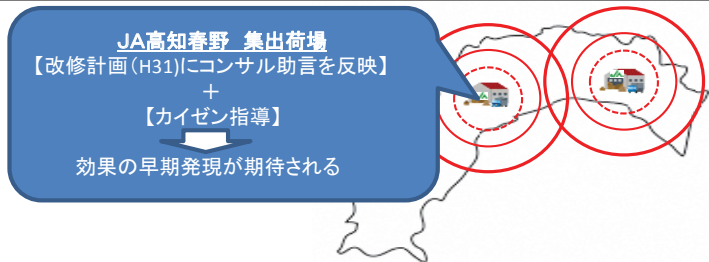 JA高知春野　集出荷場
【改修計画（H31)にコンサル助言を反映】
＋
【カイゼン指導】
効果の早期発現が期待される